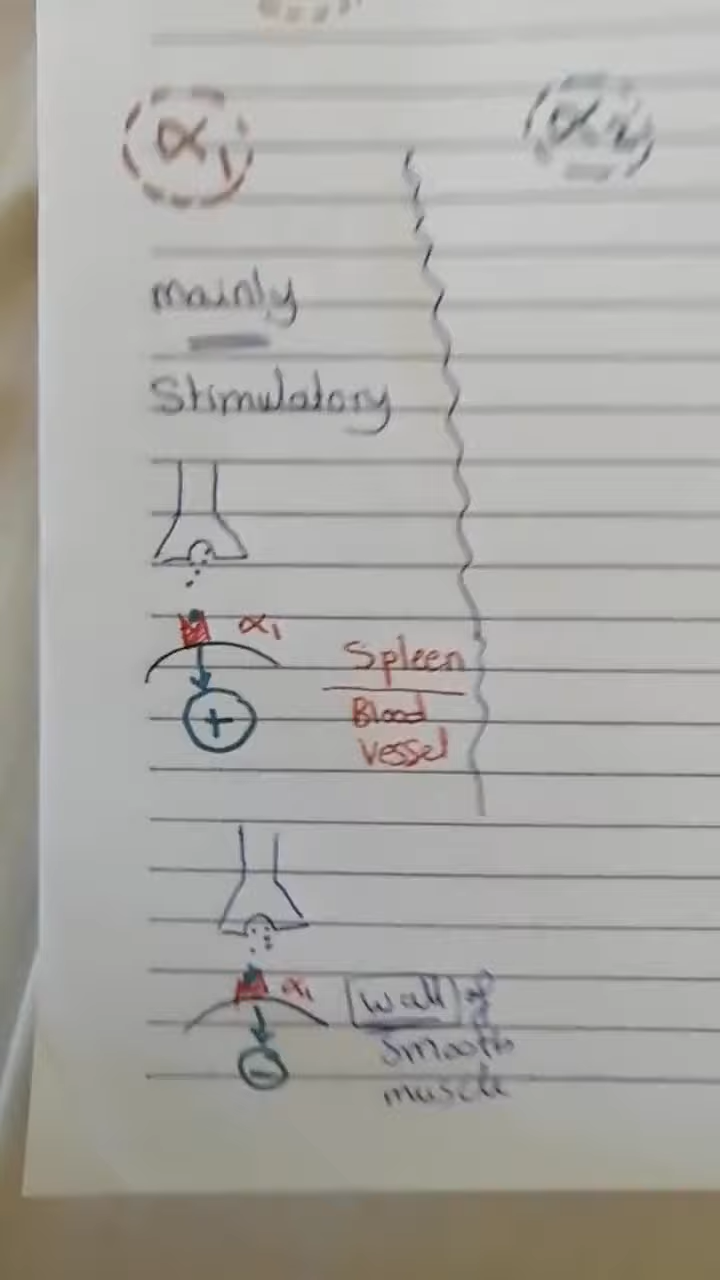 α1
α2
mainly
Stimulatory
α1
Spleen
Blood
vessel
+
α1
Wall of
Smooth
muscle
-